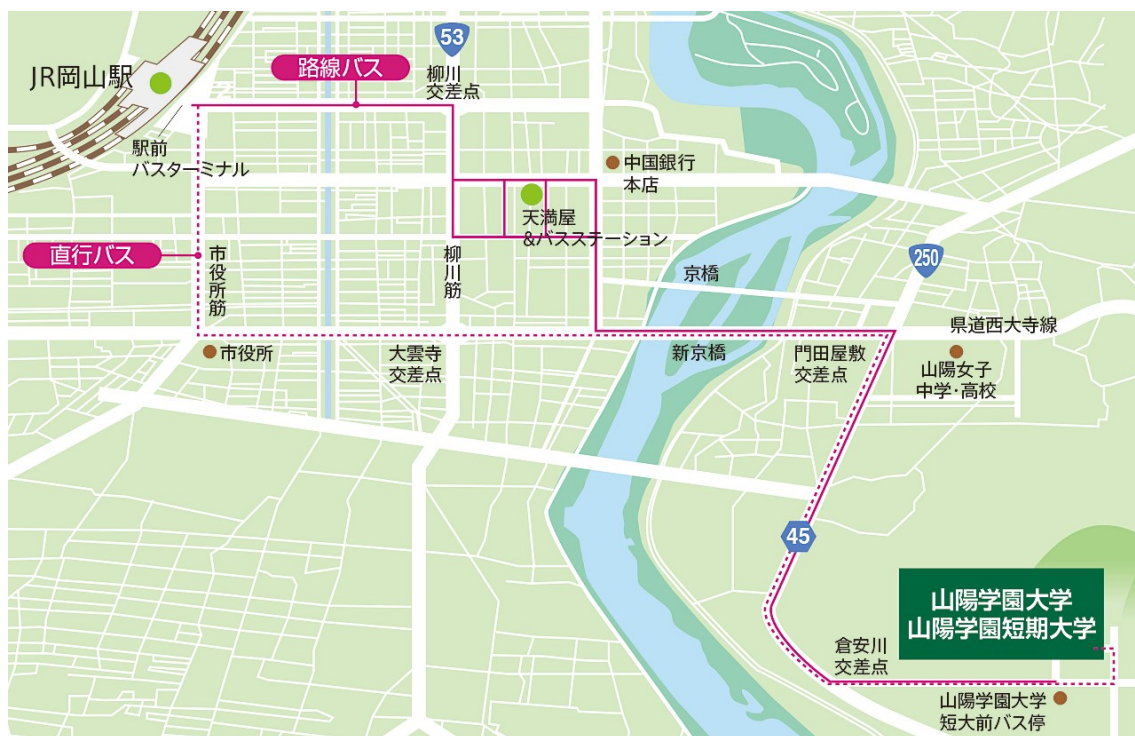 JR岡山駅
路線バス
53
柳川
交差点
駅前
バスターミナル
中国銀行
本店
天満屋
&バスステーション
直行バス
市役所筋
柳川筋
京橋
250
県道西大寺線
市役所
大雲寺
交差点
新京橋
門田屋敷
交差点
山陽女子
中学・高校
45
山陽学園大学
山陽学園短期大学
倉安川
交差点
山陽学園大学
短大前バス停